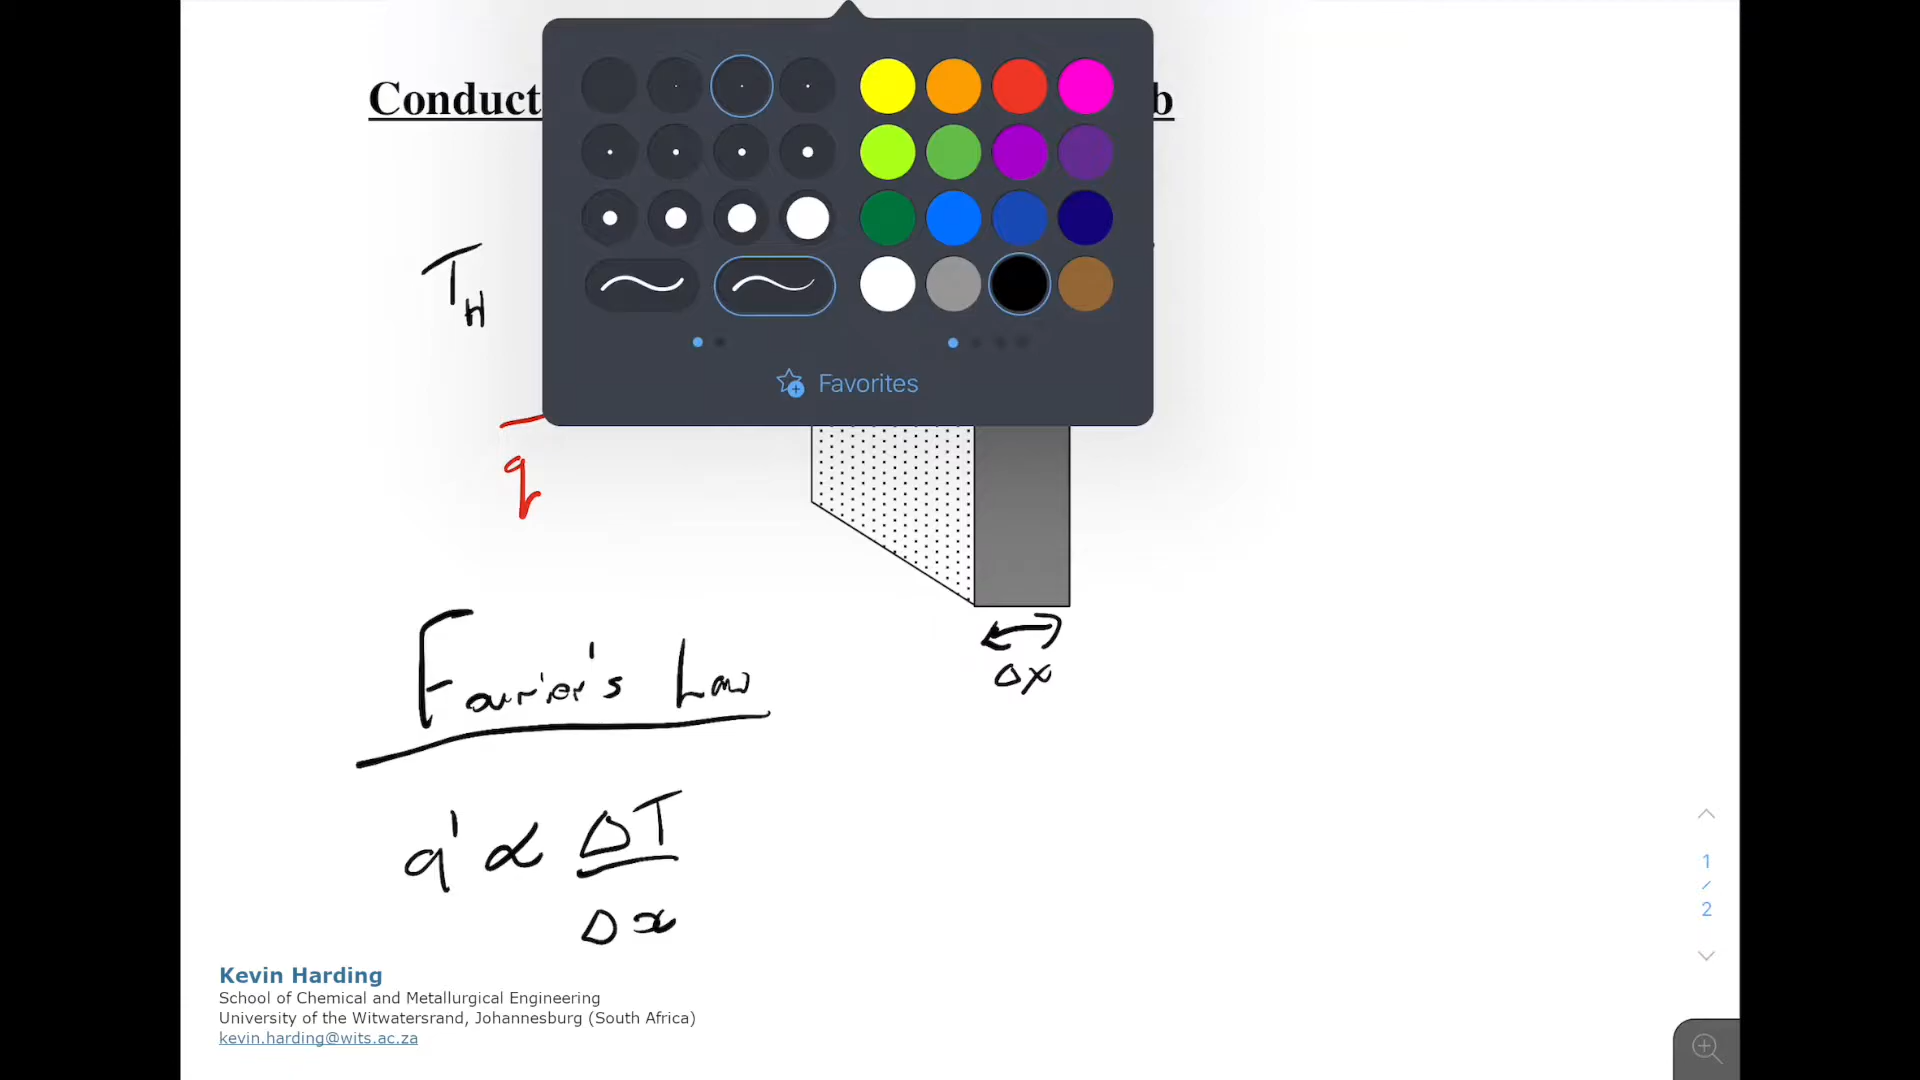 Conduct
b
T_H
Favorites
q
Δx
Fourier's Law
q' ∝ ΔT
Δx
1
/
2
Kevin Harding
School of Chemical and Metallurgical Engineering
University of the Witwatersrand, Johannesburg (South Africa)
kevin.harding@wits.ac.za